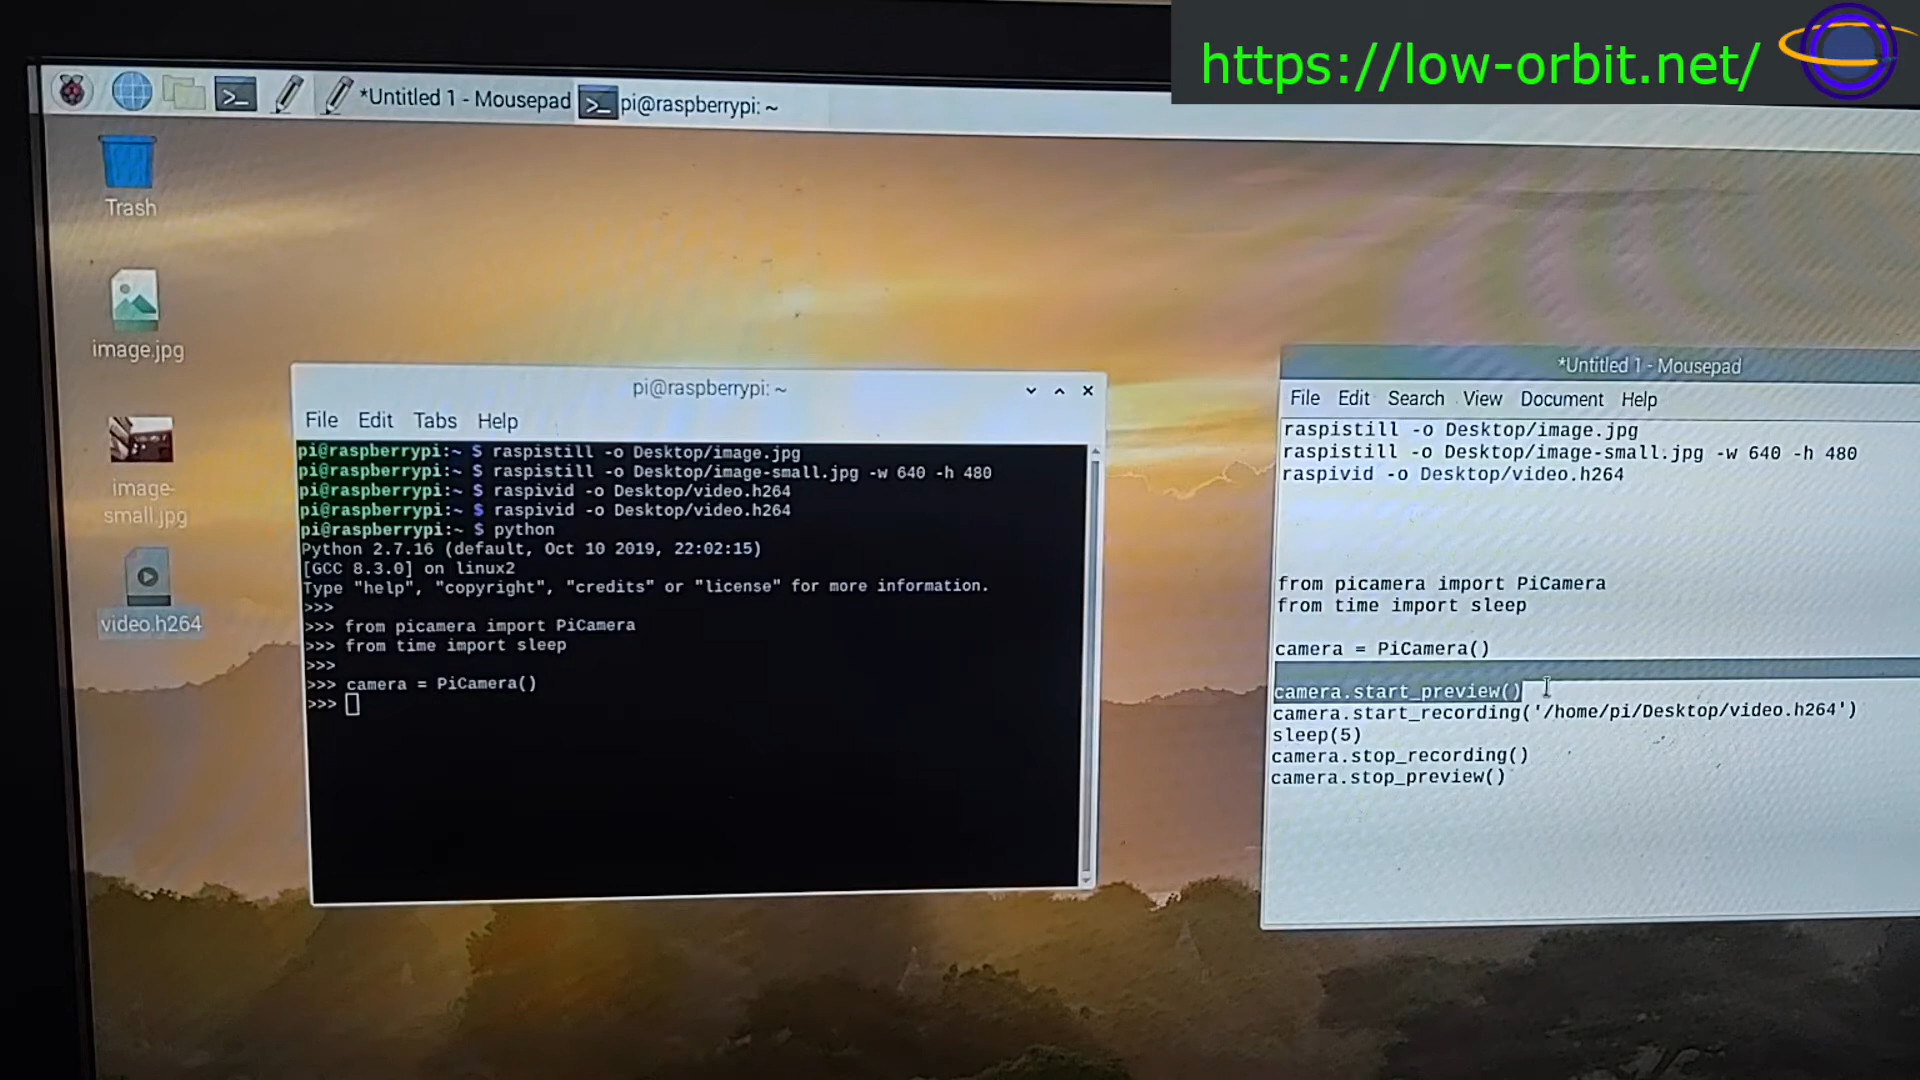 https://low-orbit.net/
*Untitled 1 - Mousepad
pi@raspberrypi: ~
Trash
image.jpg
image-
small.jpg
video.h264
pi@raspberrypi: ~
File Edit Tabs Help
pi@raspberrypi:~ $ raspistill -o Desktop/image.jpg
pi@raspberrypi:~ $ raspistill -o Desktop/image-small.jpg -w 640 -h 480
pi@raspberrypi:~ $ raspivid -o Desktop/video.h264
pi@raspberrypi:~ $ raspivid -o Desktop/video.h264
pi@raspberrypi:~ $ python
Python 2.7.16 (default, Oct 10 2019, 22:02:15)
[GCC 8.3.0] on linux2
Type "help", "copyright", "credits" or "license" for more information.
>>>
>>> from picamera import PiCamera
>>> from time import sleep
>>>
>>> camera = PiCamera()
>>>
*Untitled 1 - Mousepad
File Edit Search View Document Help
raspistill -o Desktop/image.jpg
raspistill -o Desktop/image-small.jpg -w 640 -h 480
raspivid -o Desktop/video.h264
from picamera import PiCamera
from time import sleep
camera = PiCamera()
camera.start_preview()
camera.start_recording('/home/pi/Desktop/video.h264')
sleep(5)
camera.stop_recording()
camera.stop_preview()